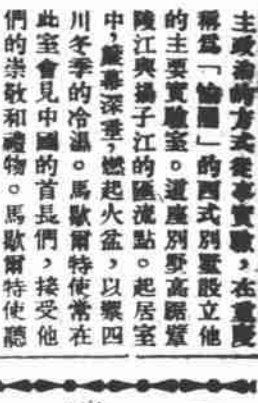 主政治的方式從事實驗,在重慶
稱爲「怡園」的西式別墅設立他
的主要實驗室。這座別墅高踞嘉
陵江與揚子江的匯流點。起居室
中,簾幕深垂,燃起火盆,以禦四
川冬季的冷溫。馬歇爾特使常在
此室會見中國的首長們,接受他
們的崇敬和禮物。馬歇爾特使聽